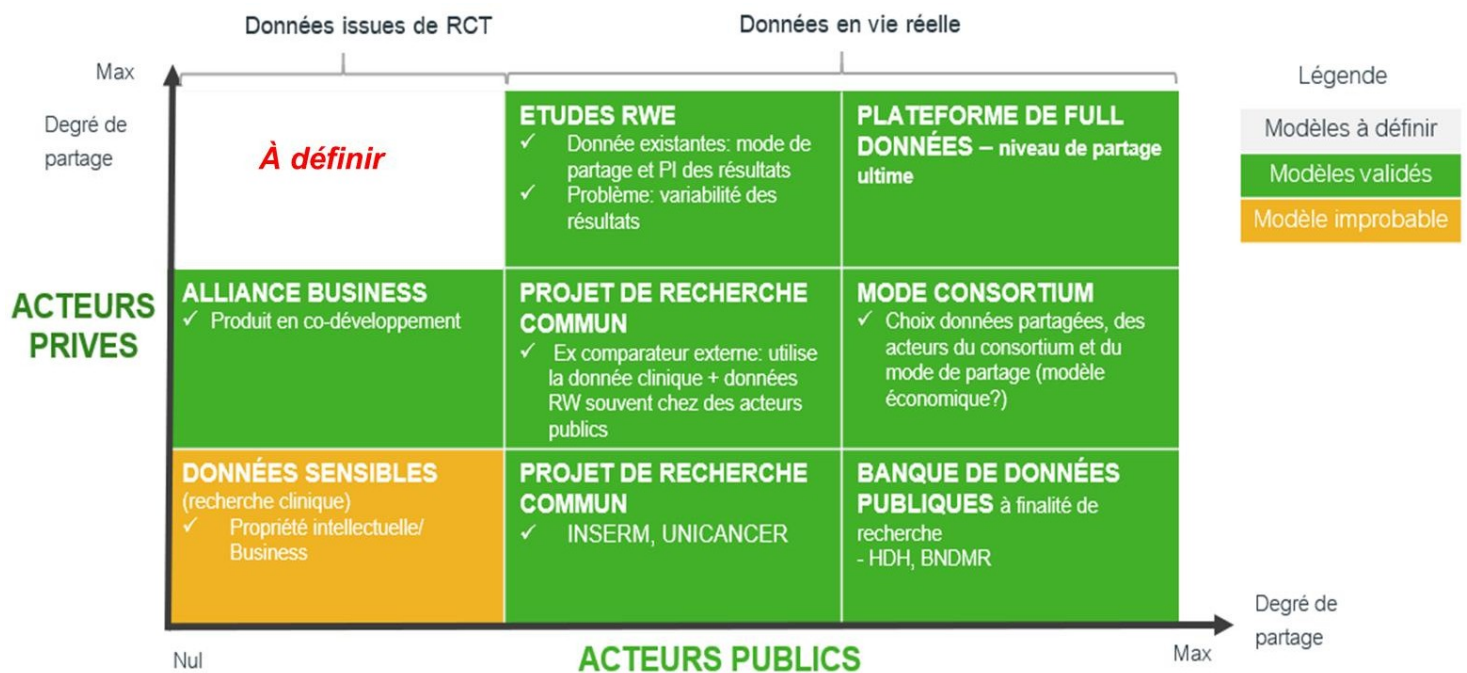 Données issues de RCT
Données en vie réelle
Max
Degré de
partage
Légende
Modèles à définir
Modèles validés
Modèle improbable
À définir
ETUDES RWE
✓ Donnée existantes: mode de
partage et PI des résultats
✓ Problème: variabilité des
résultats
PLATEFORME DE FULL
DONNÉES – niveau de partage
ultime
ACTEURS
PRIVES
ALLIANCE BUSINESS
✓ Produit en co-développement
PROJET DE RECHERCHE
COMMUN
✓ Ex comparateur externe: utilise
la donnée clinique + données
RW souvent chez des acteurs
publics
MODE CONSORTIUM
✓ Choix données partagées, des
acteurs du consortium et du
mode de partage (modèle
économique?)
DONNÉES SENSIBLES
(recherche clinique)
✓ Propriété intellectuelle/
Business
PROJET DE RECHERCHE
COMMUN
✓ INSERM, UNICANCER
BANQUE DE DONNÉES
PUBLIQUES à finalité de
recherche
- HDH, BNDMR
Nul
ACTEURS PUBLICS
Max
Degré de
partage